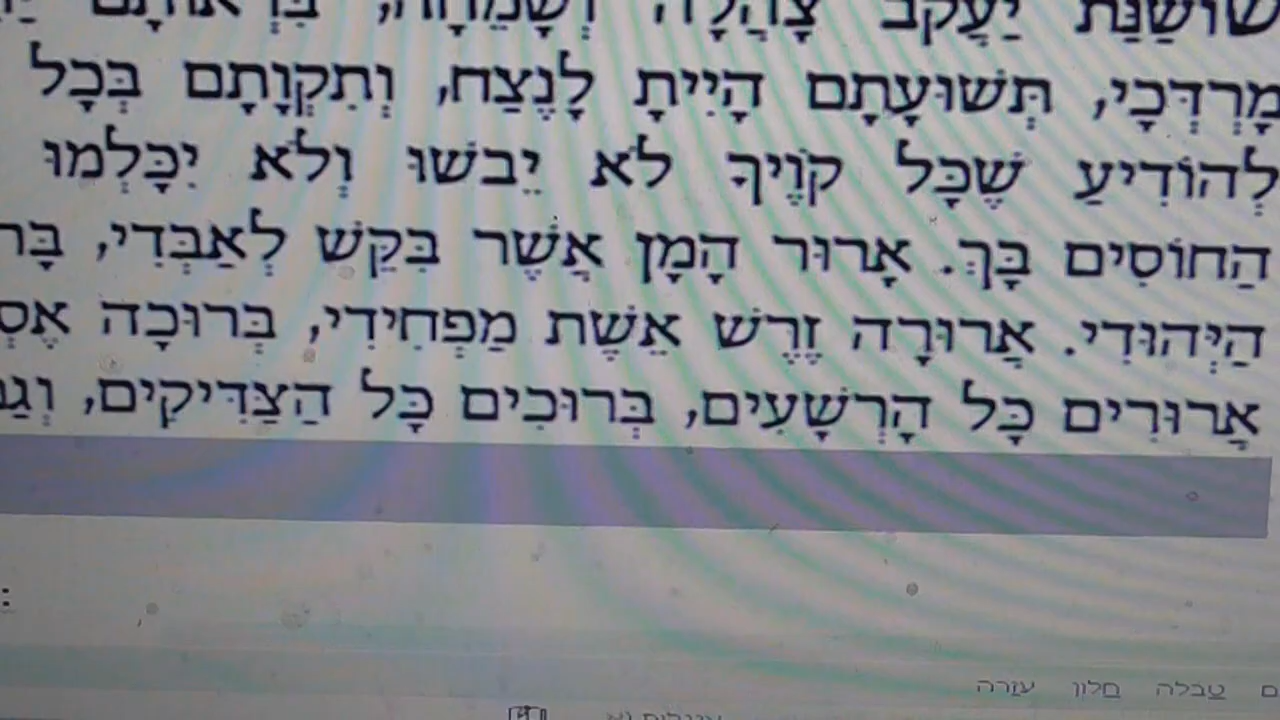 שׁוֹשַׁנַּת יַעֲקֹב צָהֲלָה וְשָׂמֵחָה, בִּרְאוֹתָם
מָרְדְּכָי, תְּשׁוּעָתָם הָיִיתָ לָנֶצַח, וְתִקְוָתָם בְּכָל
לְהוֹדִיעַ שֶׁכָּל קֹוֶיךָ לֹא יֵבֹשׁוּ וְלֹא יִכָּלְמוּ
הַחוֹסִים בָּךְ. אָרוּר הָמָן אֲשֶׁר בִּקֵּשׁ לְאַבְּדִי, בָּר
הַיְּהוּדִי. אֲרוּרָה זֶרֶשׁ אֵשֶׁת מַפְחִידִי, בְּרוּכָה אֶסְ
אֲרוּרִים כָּל הָרְשָׁעִים, בְּרוּכִים כָּל הַצַּדִּיקִים, וְגַ
:
ם טבלה חלון עזרה